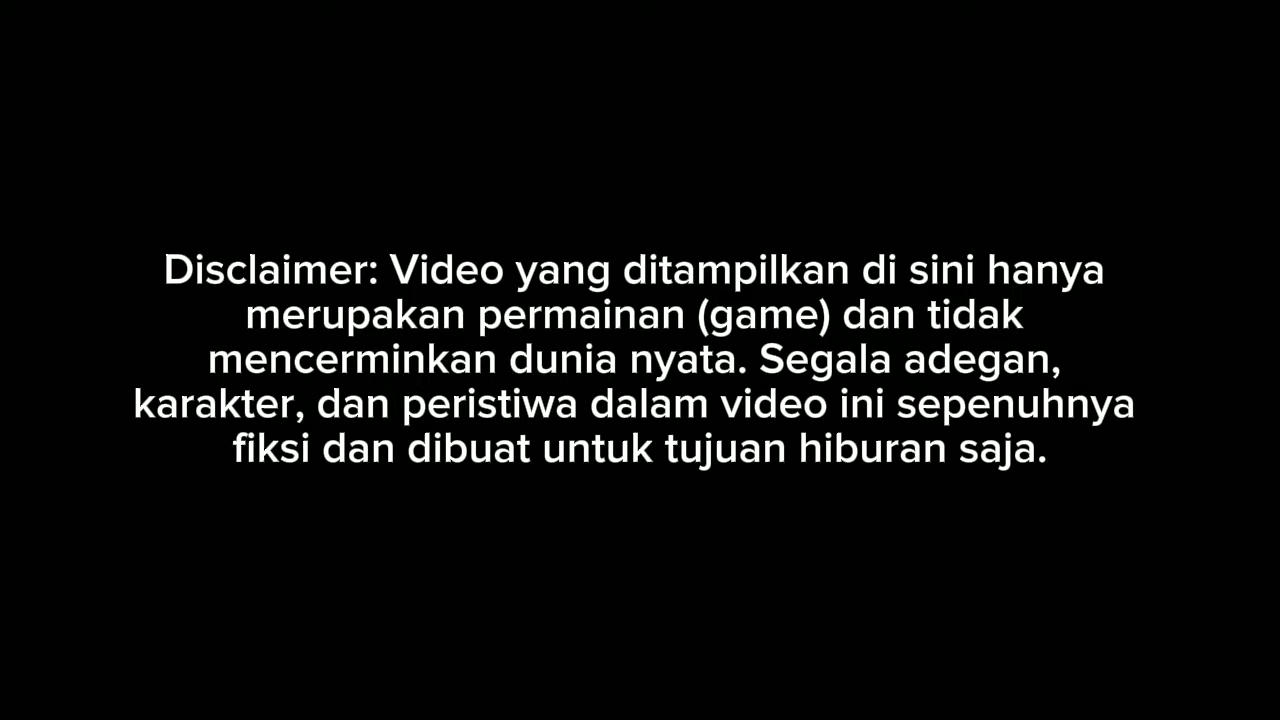 Disclaimer: Video yang ditampilkan di sini hanya
merupakan permainan (game) dan tidak
mencerminkan dunia nyata. Segala adegan,
karakter, dan peristiwa dalam video ini sepenuhnya
fiksi dan dibuat untuk tujuan hiburan saja.